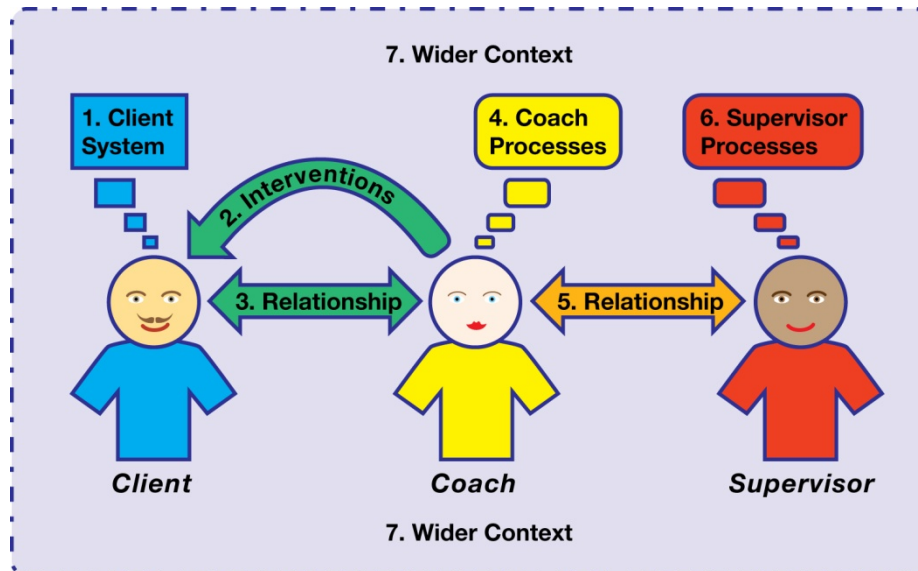 7. Wider Context
1. Client
System
4. Coach
Processes
6. Supervisor
Processes
2. Interventions
3. Relationship
5. Relationship
Client
Coach
Supervisor
7. Wider Context